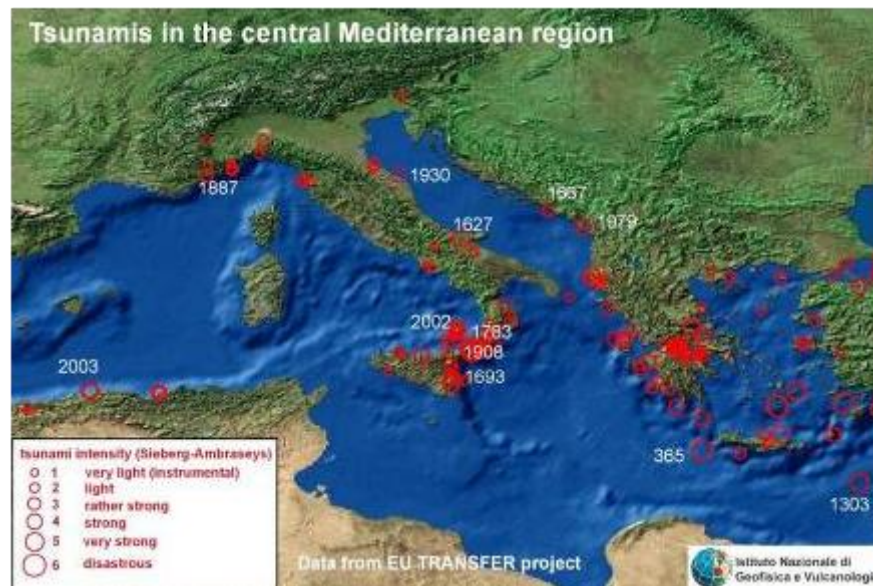 Tsunamis in the central Mediterranean region
1887
1930
1667
1979
1627
2002
1783
1908
1693
2003
365
1303
tsunami intensity (Sieberg-Ambraseys)
1 very light (instrumental)
2 light
3 rather strong
4 strong
5 very strong
6 disastrous
Data from EU TRANSFER project
Istituto Nazionale di
Geofisica e Vulcanologi